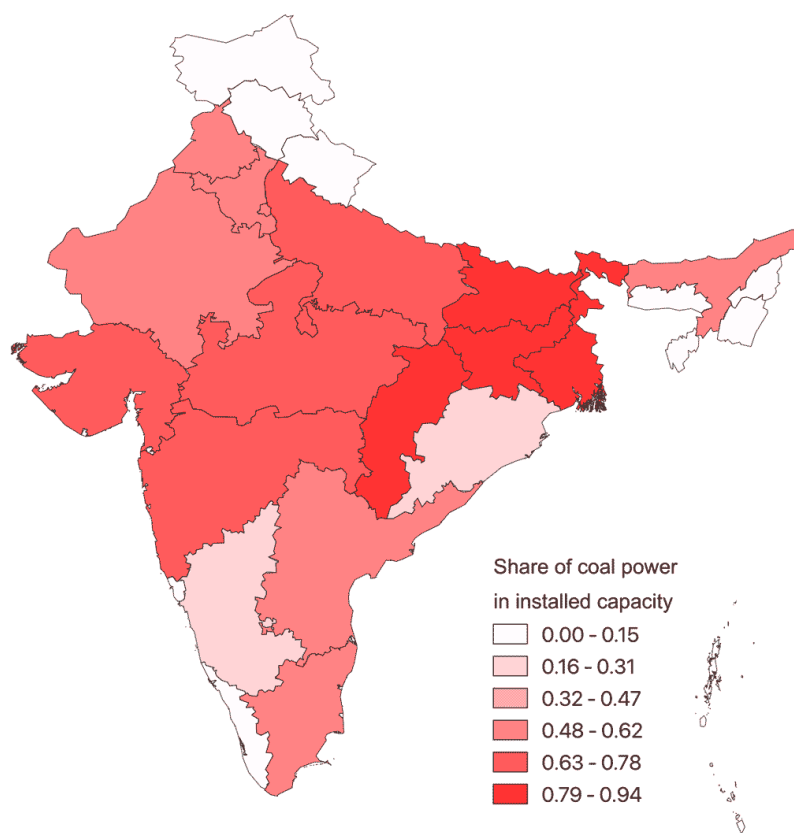 Share of coal power
in installed capacity
0.00 - 0.15
0.16 - 0.31
0.32 - 0.47
0.48 - 0.62
0.63 - 0.78
0.79 - 0.94